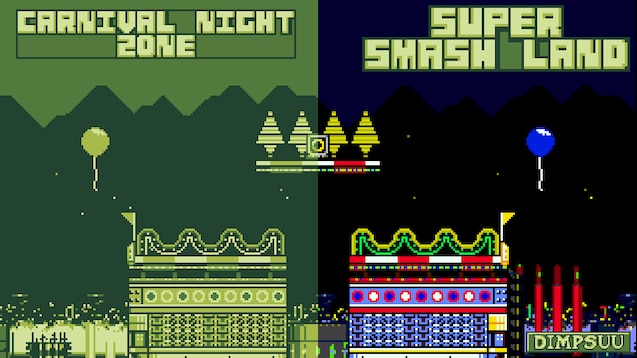 CARNIVAL NIGHT
ZONE
SUPER
SMASH LAND
DIMPSUU